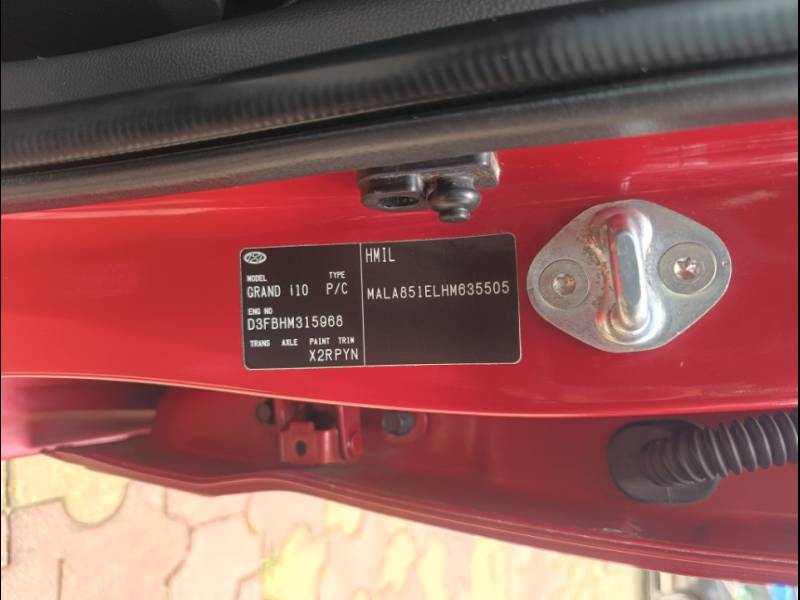 HMIL
MODEL TYPE
GRAND i10 P/C
MALA851ELHM635505
ENG NO
D3FBHM315968
TRANS AXLE PAINT TRIM
X2RPYN